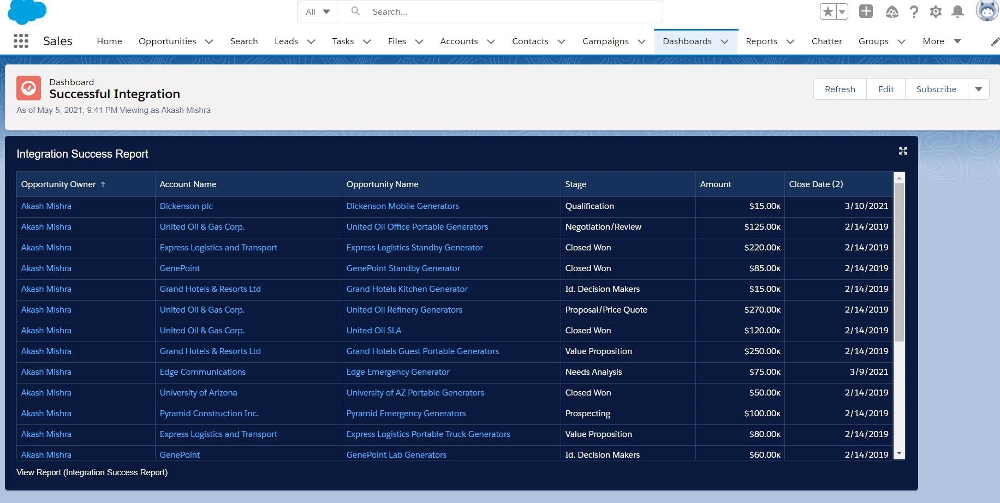 All Search...
Sales Home Opportunities Search Leads Tasks Files Accounts Contacts Campaigns Dashboards Reports Chatter Groups More
Dashboard
Successful Integration
As of May 5, 2021, 9:41 PM·Viewing as Akash Mishra
Refresh Edit Subscribe
Integration Success Report
Opportunity Owner ↑ Account Name Opportunity Name Stage Amount Close Date (2)
Akash Mishra Dickenson plc Dickenson Mobile Generators Qualification $15.00K 3/10/2021
Akash Mishra United Oil & Gas Corp. United Oil Office Portable Generators Negotiation/Review $125.00K 2/14/2019
Akash Mishra Express Logistics and Transport Express Logistics Standby Generator Closed Won $220.00K 2/14/2019
Akash Mishra GenePoint GenePoint Standby Generator Closed Won $85.00K 2/14/2019
Akash Mishra Grand Hotels & Resorts Ltd Grand Hotels Kitchen Generator Id. Decision Makers $15.00K 2/14/2019
Akash Mishra United Oil & Gas Corp. United Oil Refinery Generators Proposal/Price Quote $270.00K 2/14/2019
Akash Mishra United Oil & Gas Corp. United Oil SLA Closed Won $120.00K 2/14/2019
Akash Mishra Grand Hotels & Resorts Ltd Grand Hotels Guest Portable Generators Value Proposition $250.00K 2/14/2019
Akash Mishra Edge Communications Edge Emergency Generator Needs Analysis $75.00K 3/9/2021
Akash Mishra University of Arizona University of AZ Portable Generators Closed Won $50.00K 2/14/2019
Akash Mishra Pyramid Construction Inc. Pyramid Emergency Generators Prospecting $100.00K 2/14/2019
Akash Mishra Express Logistics and Transport Express Logistics Portable Truck Generators Value Proposition $80.00K 2/14/2019
Akash Mishra GenePoint GenePoint Lab Generators Id. Decision Makers $60.00K 2/14/2019
View Report (Integration Success Report)